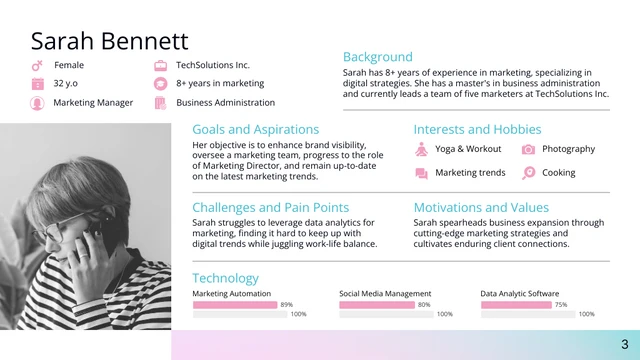 Sarah Bennett
Female
TechSolutions Inc.
32 y.o
8+ years in marketing
Marketing Manager
Business Administration
Background
Sarah has 8+ years of experience in marketing, specializing in
digital strategies. She has a master's in business administration
and currently leads a team of five marketers at TechSolutions Inc.
Goals and Aspirations
Her objective is to enhance brand visibility,
oversee a marketing team, progress to the role
of Marketing Director, and remain up-to-date
on the latest marketing trends.
Interests and Hobbies
Yoga & Workout
Photography
Marketing trends
Cooking
Challenges and Pain Points
Sarah struggles to leverage data analytics for
marketing, finding it hard to keep up with
digital trends while juggling work-life balance.
Motivations and Values
Sarah spearheads business expansion through
cutting-edge marketing strategies and
cultivates enduring client connections.
Technology
Marketing Automation
89%
100%
Social Media Management
80%
100%
Data Analytic Software
75%
100%
3